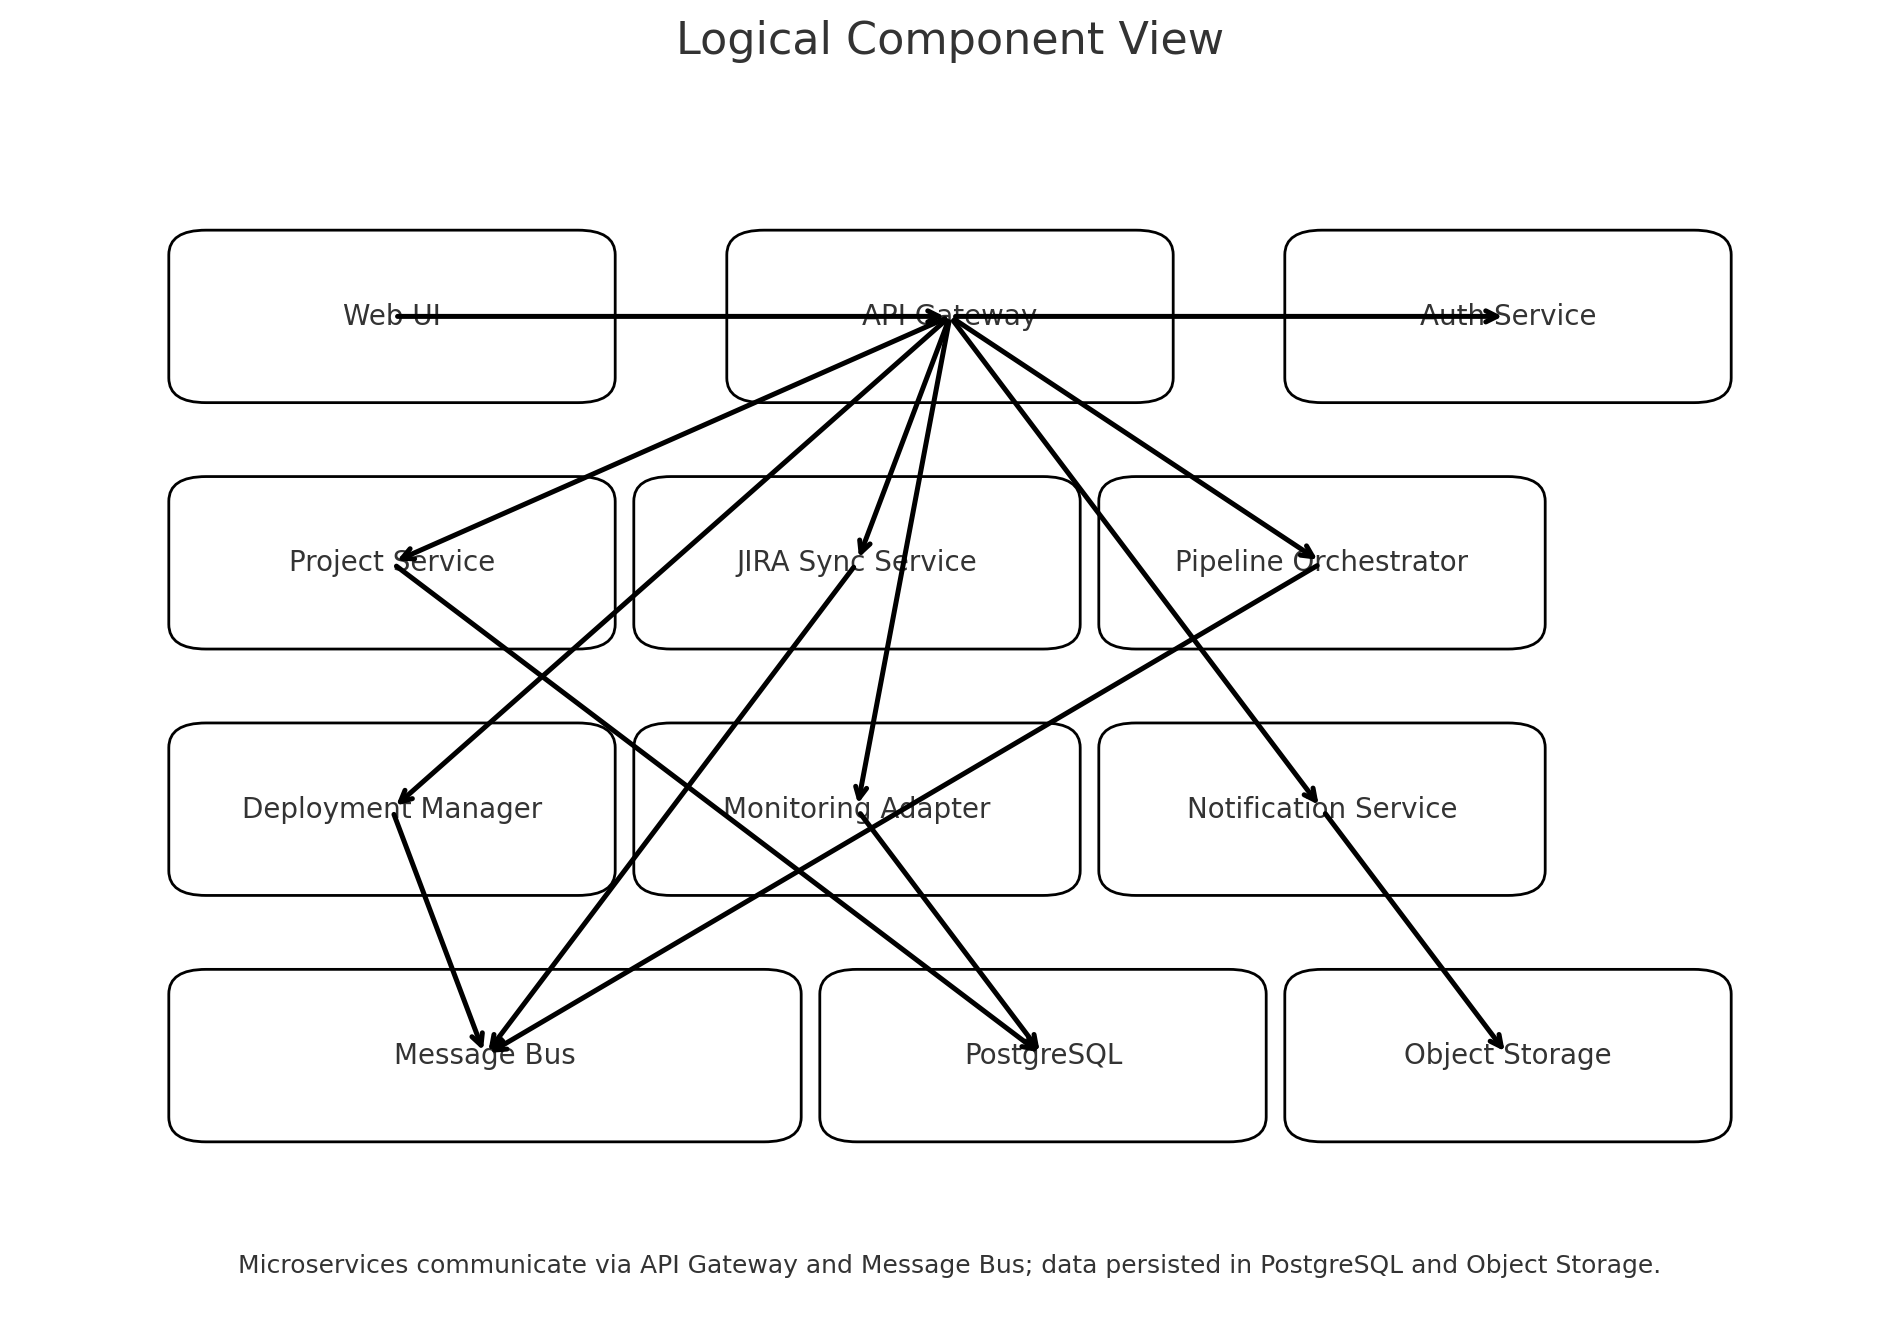 Logical Component View
Web UI
API Gateway
Auth Service
Project Service
JIRA Sync Service
Pipeline Orchestrator
Deployment Manager
Monitoring Adapter
Notification Service
Message Bus
PostgreSQL
Object Storage
Microservices communicate via API Gateway and Message Bus; data persisted in PostgreSQL and Object Storage.